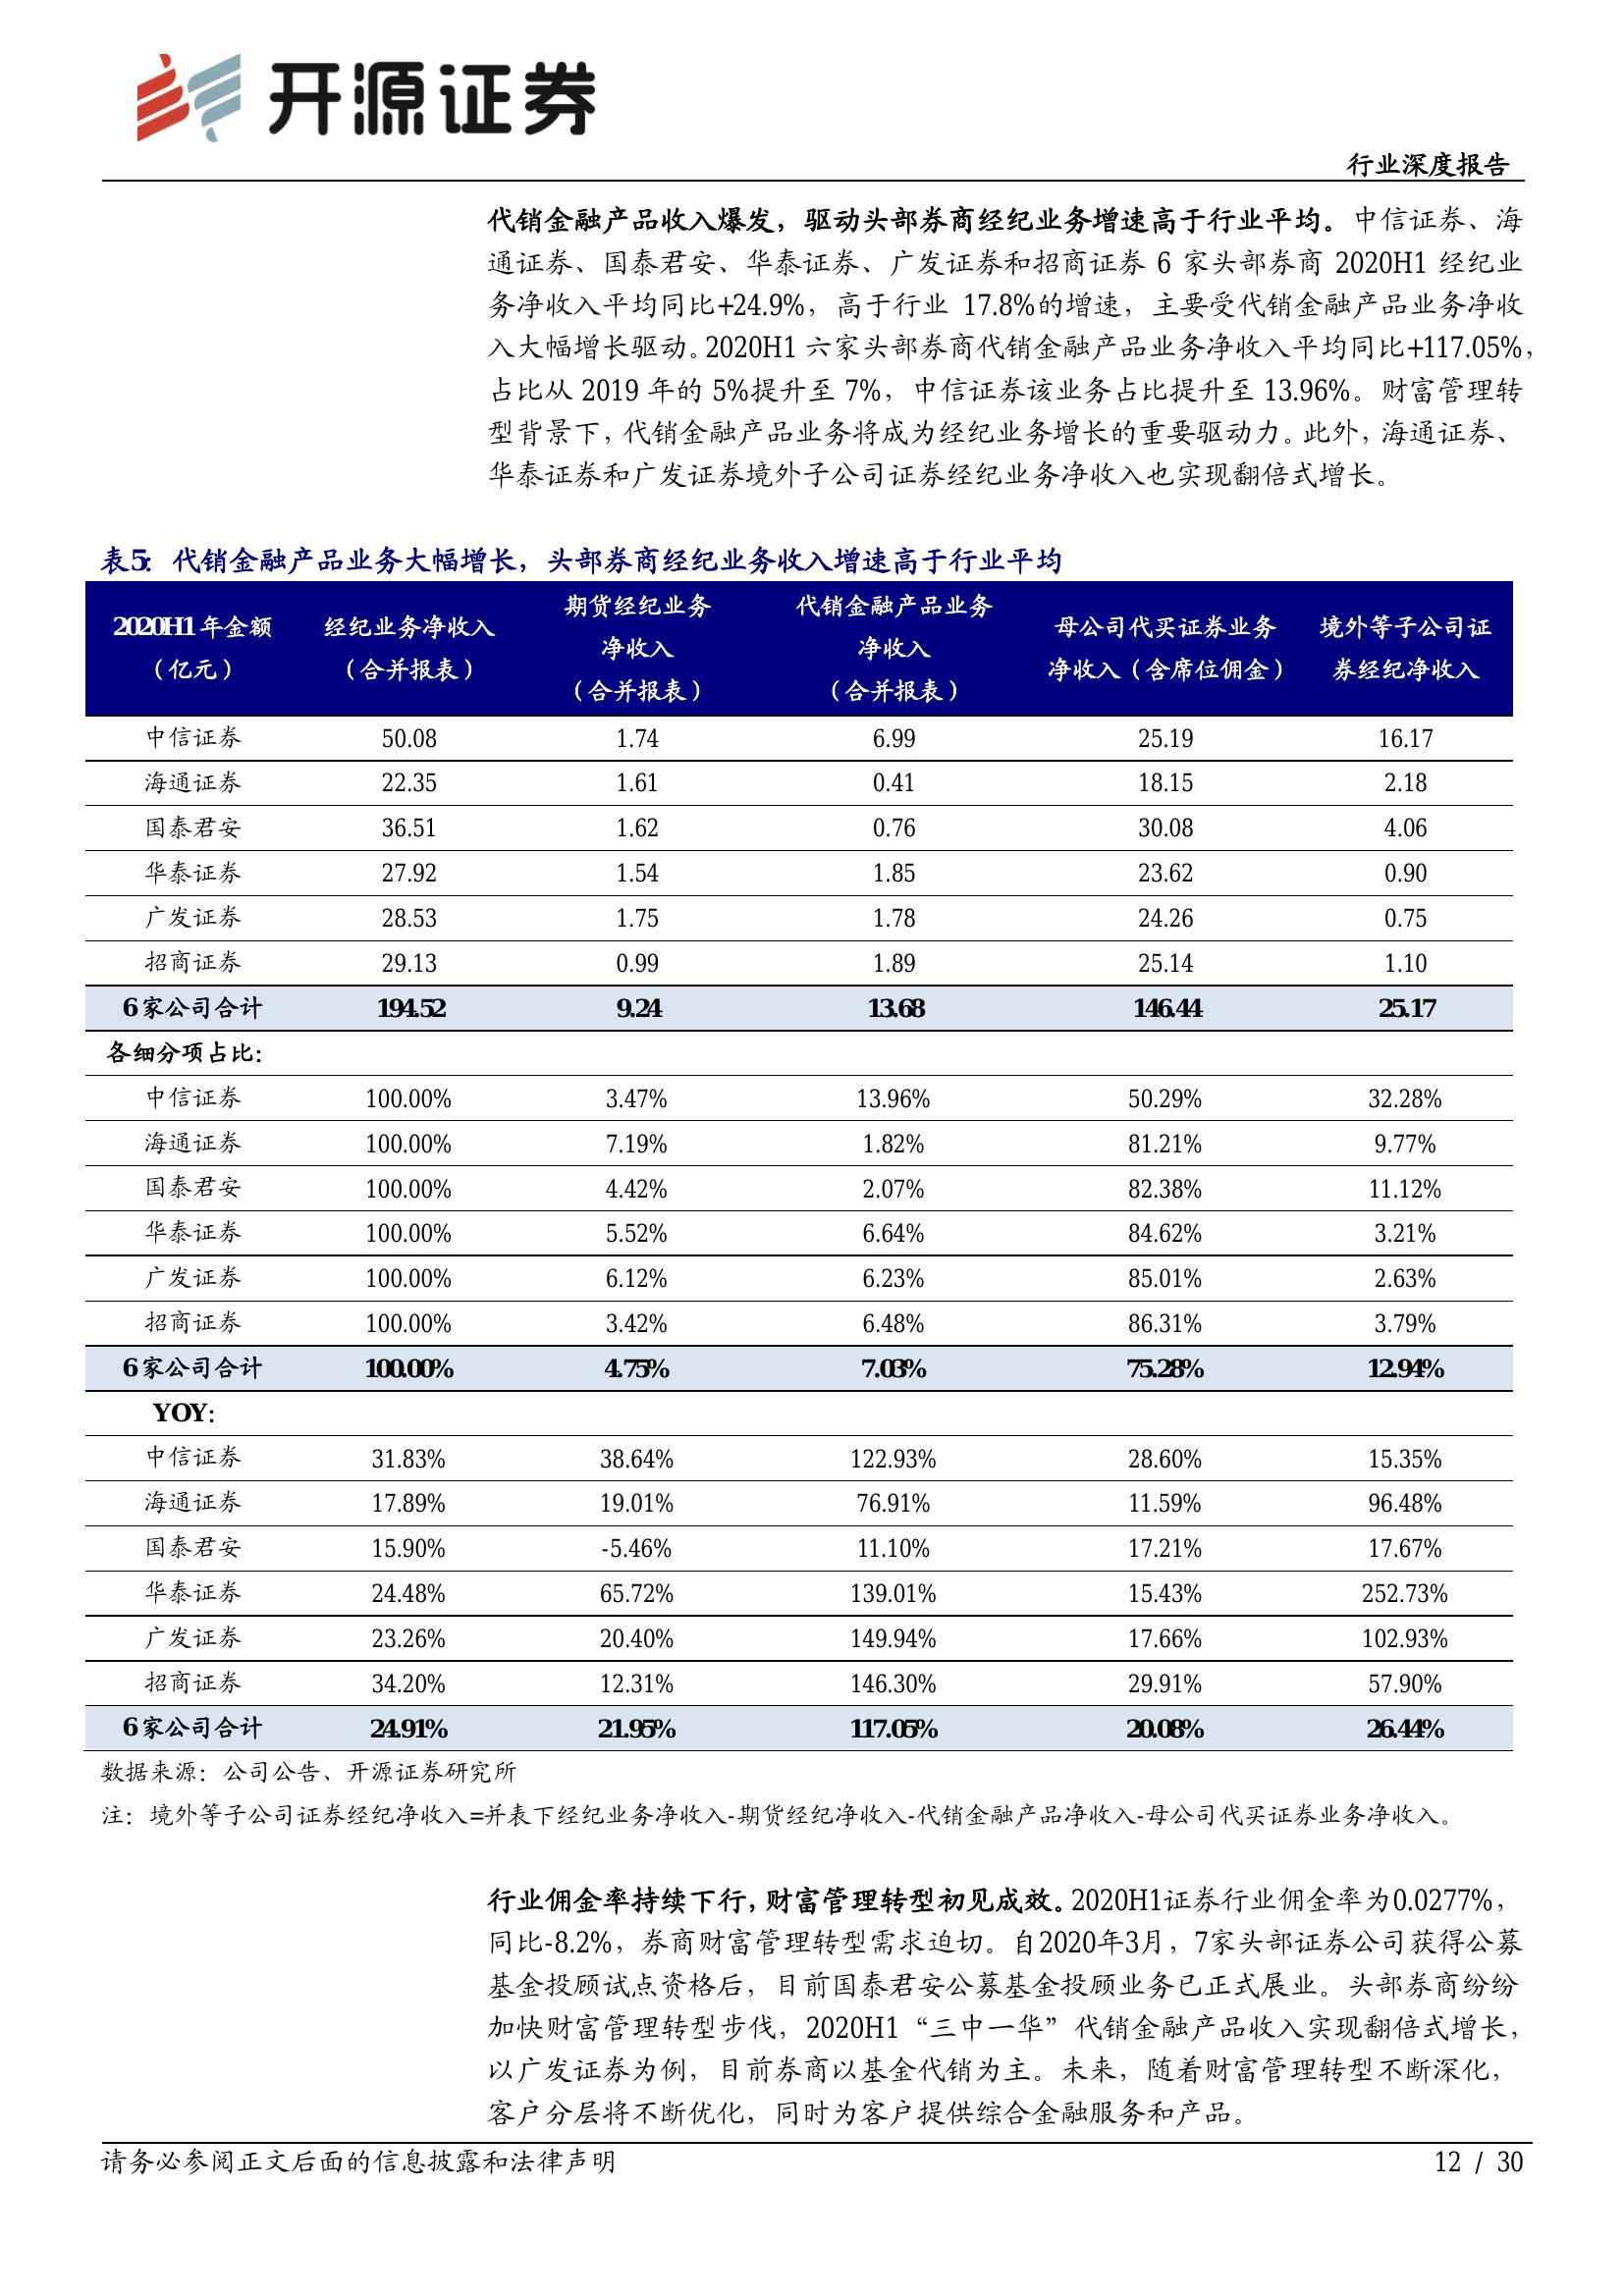 开源证券
行业深度报告
代销金融产品收入爆发，驱动头部券商经纪业务增速高于行业平均。中信证券、海
通证券、国泰君安、华泰证券、广发证券和招商证券 6 家头部券商 2020H1 经纪业
务净收入平均同比+24.9%，高于行业 17.8%的增速，主要受代销金融产品业务净收
入大幅增长驱动。2020H1 六家头部券商代销金融产品业务净收入平均同比+117.05%，
占比从 2019 年的 5%提升至 7%，中信证券该业务占比提升至 13.96%。财富管理转
型背景下，代销金融产品业务将成为经纪业务增长的重要驱动力。此外，海通证券、
华泰证券和广发证券境外子公司证券经纪业务净收入也实现翻倍式增长。
表5：代销金融产品业务大幅增长，头部券商经纪业务收入增速高于行业平均
2020H1 年金额（亿元） 经纪业务净收入（合并报表） 期货经纪业务净收入（合并报表） 代销金融产品业务净收入（合并报表） 母公司代买证券业务净收入（含席位佣金） 境外等子公司证券经纪净收入
中信证券 50.08 1.74 6.99 25.19 16.17
海通证券 22.35 1.61 0.41 18.15 2.18
国泰君安 36.51 1.62 0.76 30.08 4.06
华泰证券 27.92 1.54 1.85 23.62 0.90
广发证券 28.53 1.75 1.78 24.26 0.75
招商证券 29.13 0.99 1.89 25.14 1.10
6 家公司合计 194.52 9.24 13.68 146.44 25.17
各细分项占比：
中信证券 100.00% 3.47% 13.96% 50.29% 32.28%
海通证券 100.00% 7.19% 1.82% 81.21% 9.77%
国泰君安 100.00% 4.42% 2.07% 82.38% 11.12%
华泰证券 100.00% 5.52% 6.64% 84.62% 3.21%
广发证券 100.00% 6.12% 6.23% 85.01% 2.63%
招商证券 100.00% 3.42% 6.48% 86.31% 3.79%
6 家公司合计 100.00% 4.75% 7.03% 75.28% 12.94%
YOY：
中信证券 31.83% 38.64% 122.93% 28.60% 15.35%
海通证券 17.89% 19.01% 76.91% 11.59% 96.48%
国泰君安 15.90% -5.46% 11.10% 17.21% 17.67%
华泰证券 24.48% 65.72% 139.01% 15.43% 252.73%
广发证券 23.26% 20.40% 149.94% 17.66% 102.93%
招商证券 34.20% 12.31% 146.30% 29.91% 57.90%
6 家公司合计 24.91% 21.95% 117.05% 20.08% 26.44%
数据来源：公司公告、开源证券研究所
注：境外等子公司证券经纪净收入=并表下经纪业务净收入-期货经纪净收入-代销金融产品净收入-母公司代买证券业务净收入。
行业佣金率持续下行，财富管理转型初见成效。2020H1证券行业佣金率为0.0277%，
同比-8.2%，券商财富管理转型需求迫切。自2020年3月，7家头部证券公司获得公募
基金投顾试点资格后，目前国泰君安公募基金投顾业务已正式展业。头部券商纷纷
加快财富管理转型步伐，2020H1“三中一华”代销金融产品收入实现翻倍式增长，
以广发证券为例，目前券商以基金代销为主。未来，随着财富管理转型不断深化，
客户分层将不断优化，同时为客户提供综合金融服务和产品。
请务必参阅正文后面的信息披露和法律声明
12 / 30